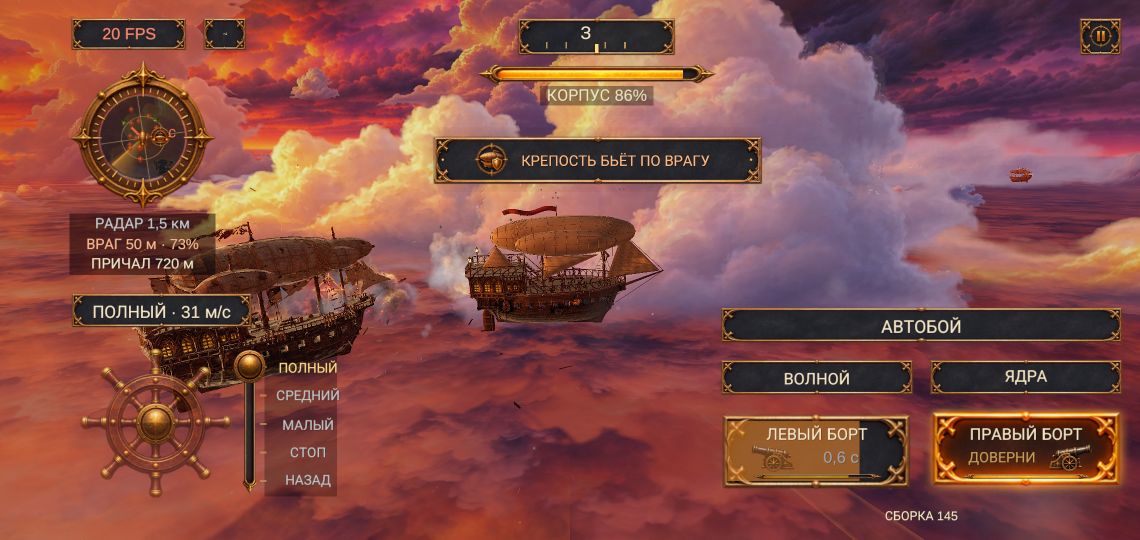 20 FPS
З
КОРПУС 86%
С
КРЕПОСТЬ БЬЁТ ПО ВРАГУ
РАДАР 1,5 км
ВРАГ 50 м · 73%
ПРИЧАЛ 720 м
ПОЛНЫЙ · 31 м/с
ПОЛНЫЙ
СРЕДНИЙ
МАЛЫЙ
СТОП
НАЗАД
АВТОБОЙ
ВОЛНОЙ
ЯДРА
ЛЕВЫЙ БОРТ
0,6 с
ПРАВЫЙ БОРТ
ДОВЕРНИ
СБОРКА 145